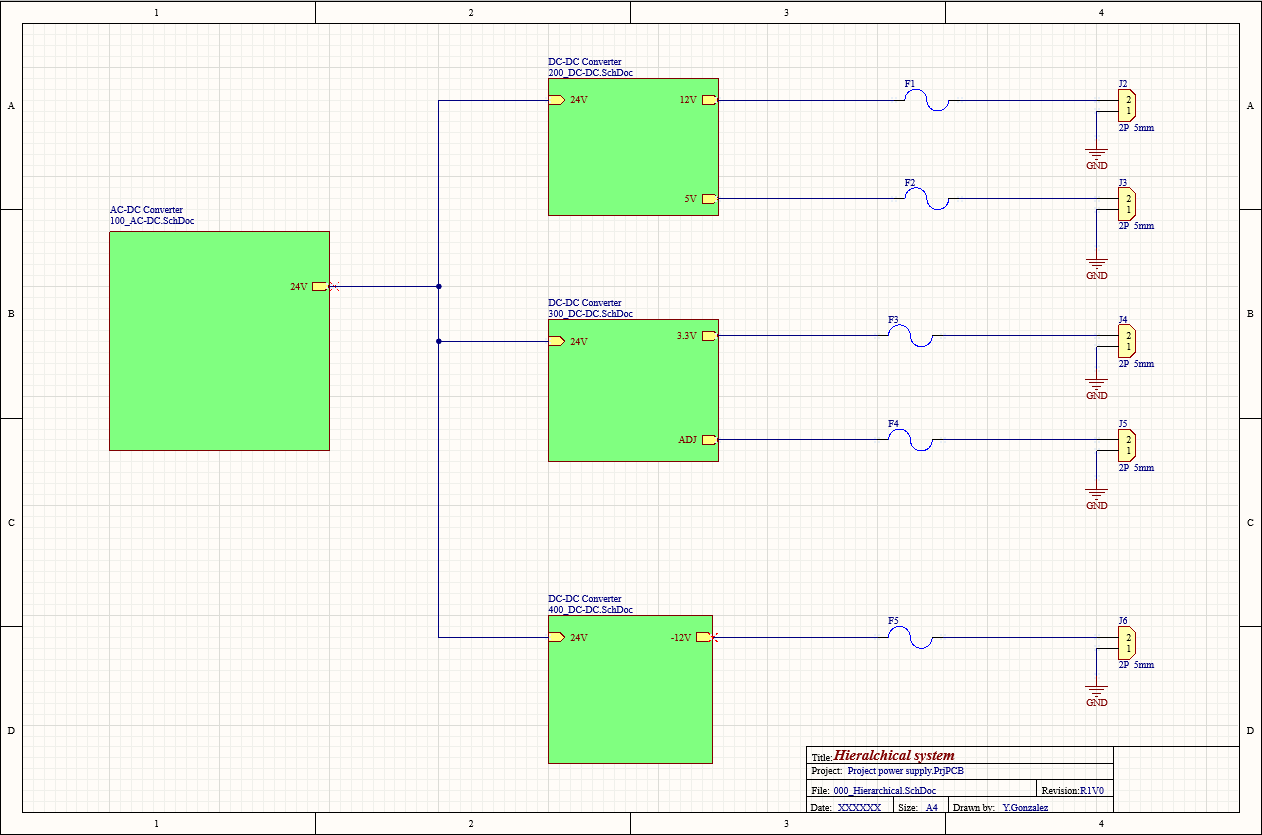 1 2 3 4
DC-DC Converter
200_DC-DC.SchDoc
24V 12V
5V
F1
J2
2
1
2P 5mm
GND
A A
F2
J3
2
1
2P 5mm
GND
AC-DC Converter
100_AC-DC.SchDoc
24V
DC-DC Converter
300_DC-DC.SchDoc
24V 3.3V
ADJ
F3
J4
2
1
2P 5mm
GND
B B
F4
J5
2
1
2P 5mm
GND
C C
DC-DC Converter
400_DC-DC.SchDoc
24V -12V
F5
J6
2
1
2P 5mm
GND
D D
Title: Hieralchical system
Project: Project power supply.PrjPCB
File: 000_Hierarchical.SchDoc Revision:R1V0
Date: XXXXXX Size: A4 Drawn by: Y.Gonzalez
1 2 3 4